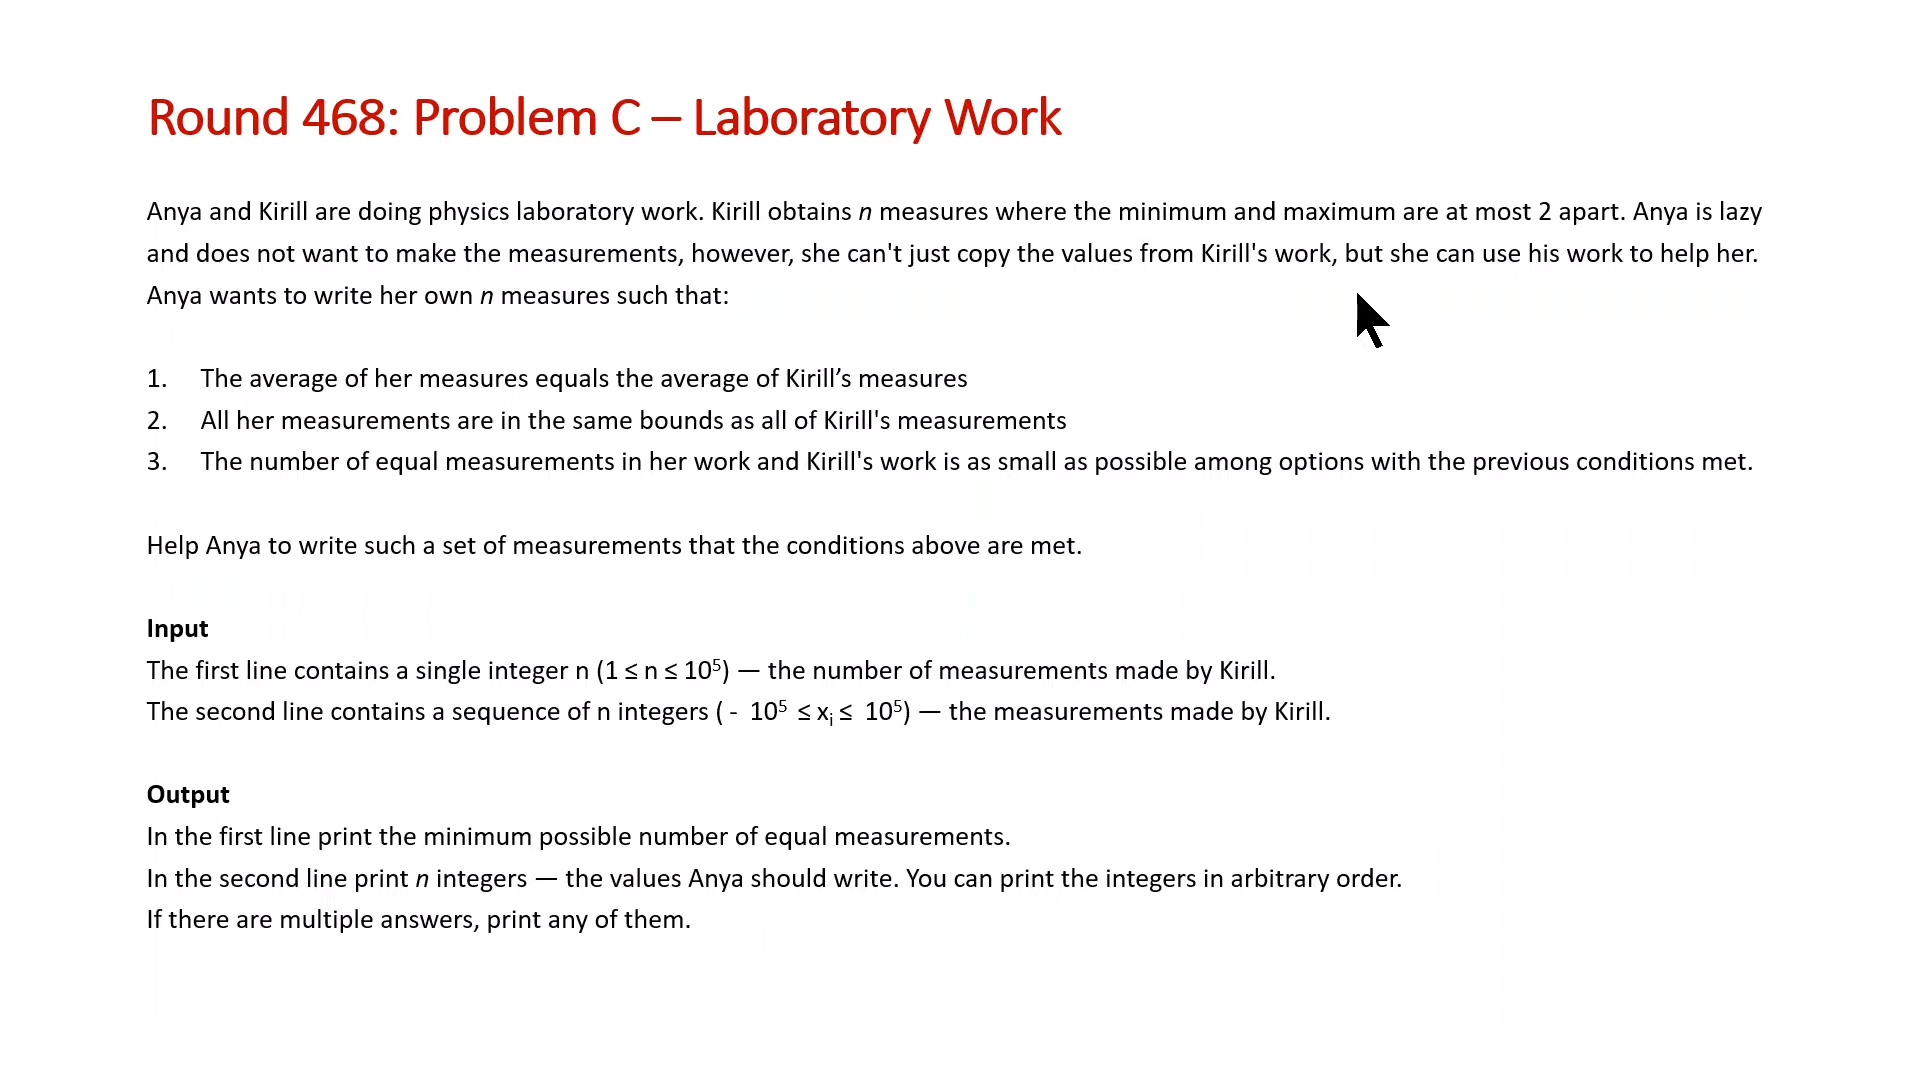 Round 468: Problem C – Laboratory Work
Anya and Kirill are doing physics laboratory work. Kirill obtains n measures where the minimum and maximum are at most 2 apart. Anya is lazy
and does not want to make the measurements, however, she can't just copy the values from Kirill's work, but she can use his work to help her.
Anya wants to write her own n measures such that:
1. The average of her measures equals the average of Kirill’s measures
2. All her measurements are in the same bounds as all of Kirill's measurements
3. The number of equal measurements in her work and Kirill's work is as small as possible among options with the previous conditions met.
Help Anya to write such a set of measurements that the conditions above are met.
Input
The first line contains a single integer n (1 ≤ n ≤ 10⁵) — the number of measurements made by Kirill.
The second line contains a sequence of n integers ( - 10⁵ ≤ xᵢ ≤ 10⁵) — the measurements made by Kirill.
Output
In the first line print the minimum possible number of equal measurements.
In the second line print n integers — the values Anya should write. You can print the integers in arbitrary order.
If there are multiple answers, print any of them.